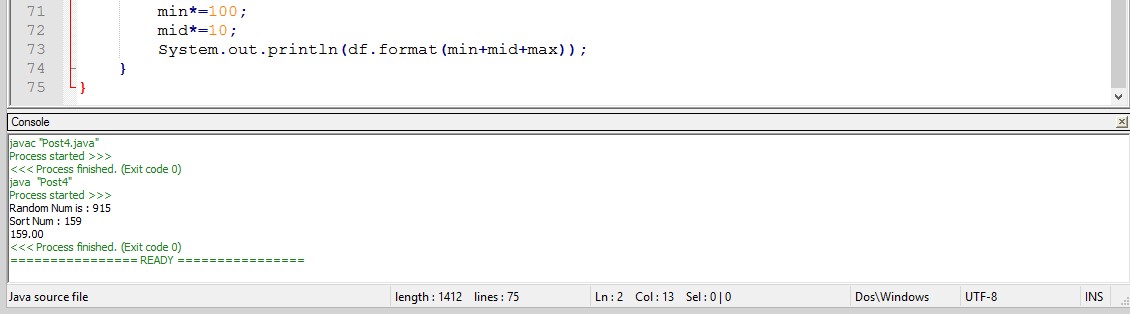 71 min*=100;
72 mid*=10;
73 System.out.println(df.format(min+mid+max));
74 }
75 }
Console
javac "Post4.java"
Process started >>>
<<< Process finished. (Exit code 0)
java "Post4"
Process started >>>
Random Num is : 915
Sort Num : 159
159.00
<<< Process finished. (Exit code 0)
================ READY ================
Java source file length : 1412 lines : 75 Ln : 2 Col : 13 Sel : 0 | 0 Dos\Windows UTF-8 INS